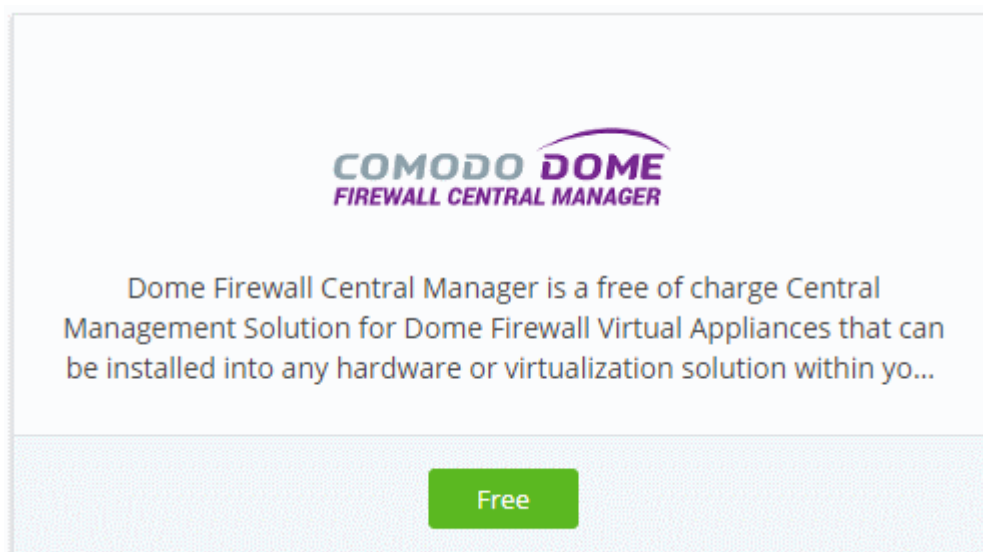 COMODO DOME
FIREWALL CENTRAL MANAGER
Dome Firewall Central Manager is a free of charge Central
Management Solution for Dome Firewall Virtual Appliances that can
be installed into any hardware or virtualization solution within yo...
Free